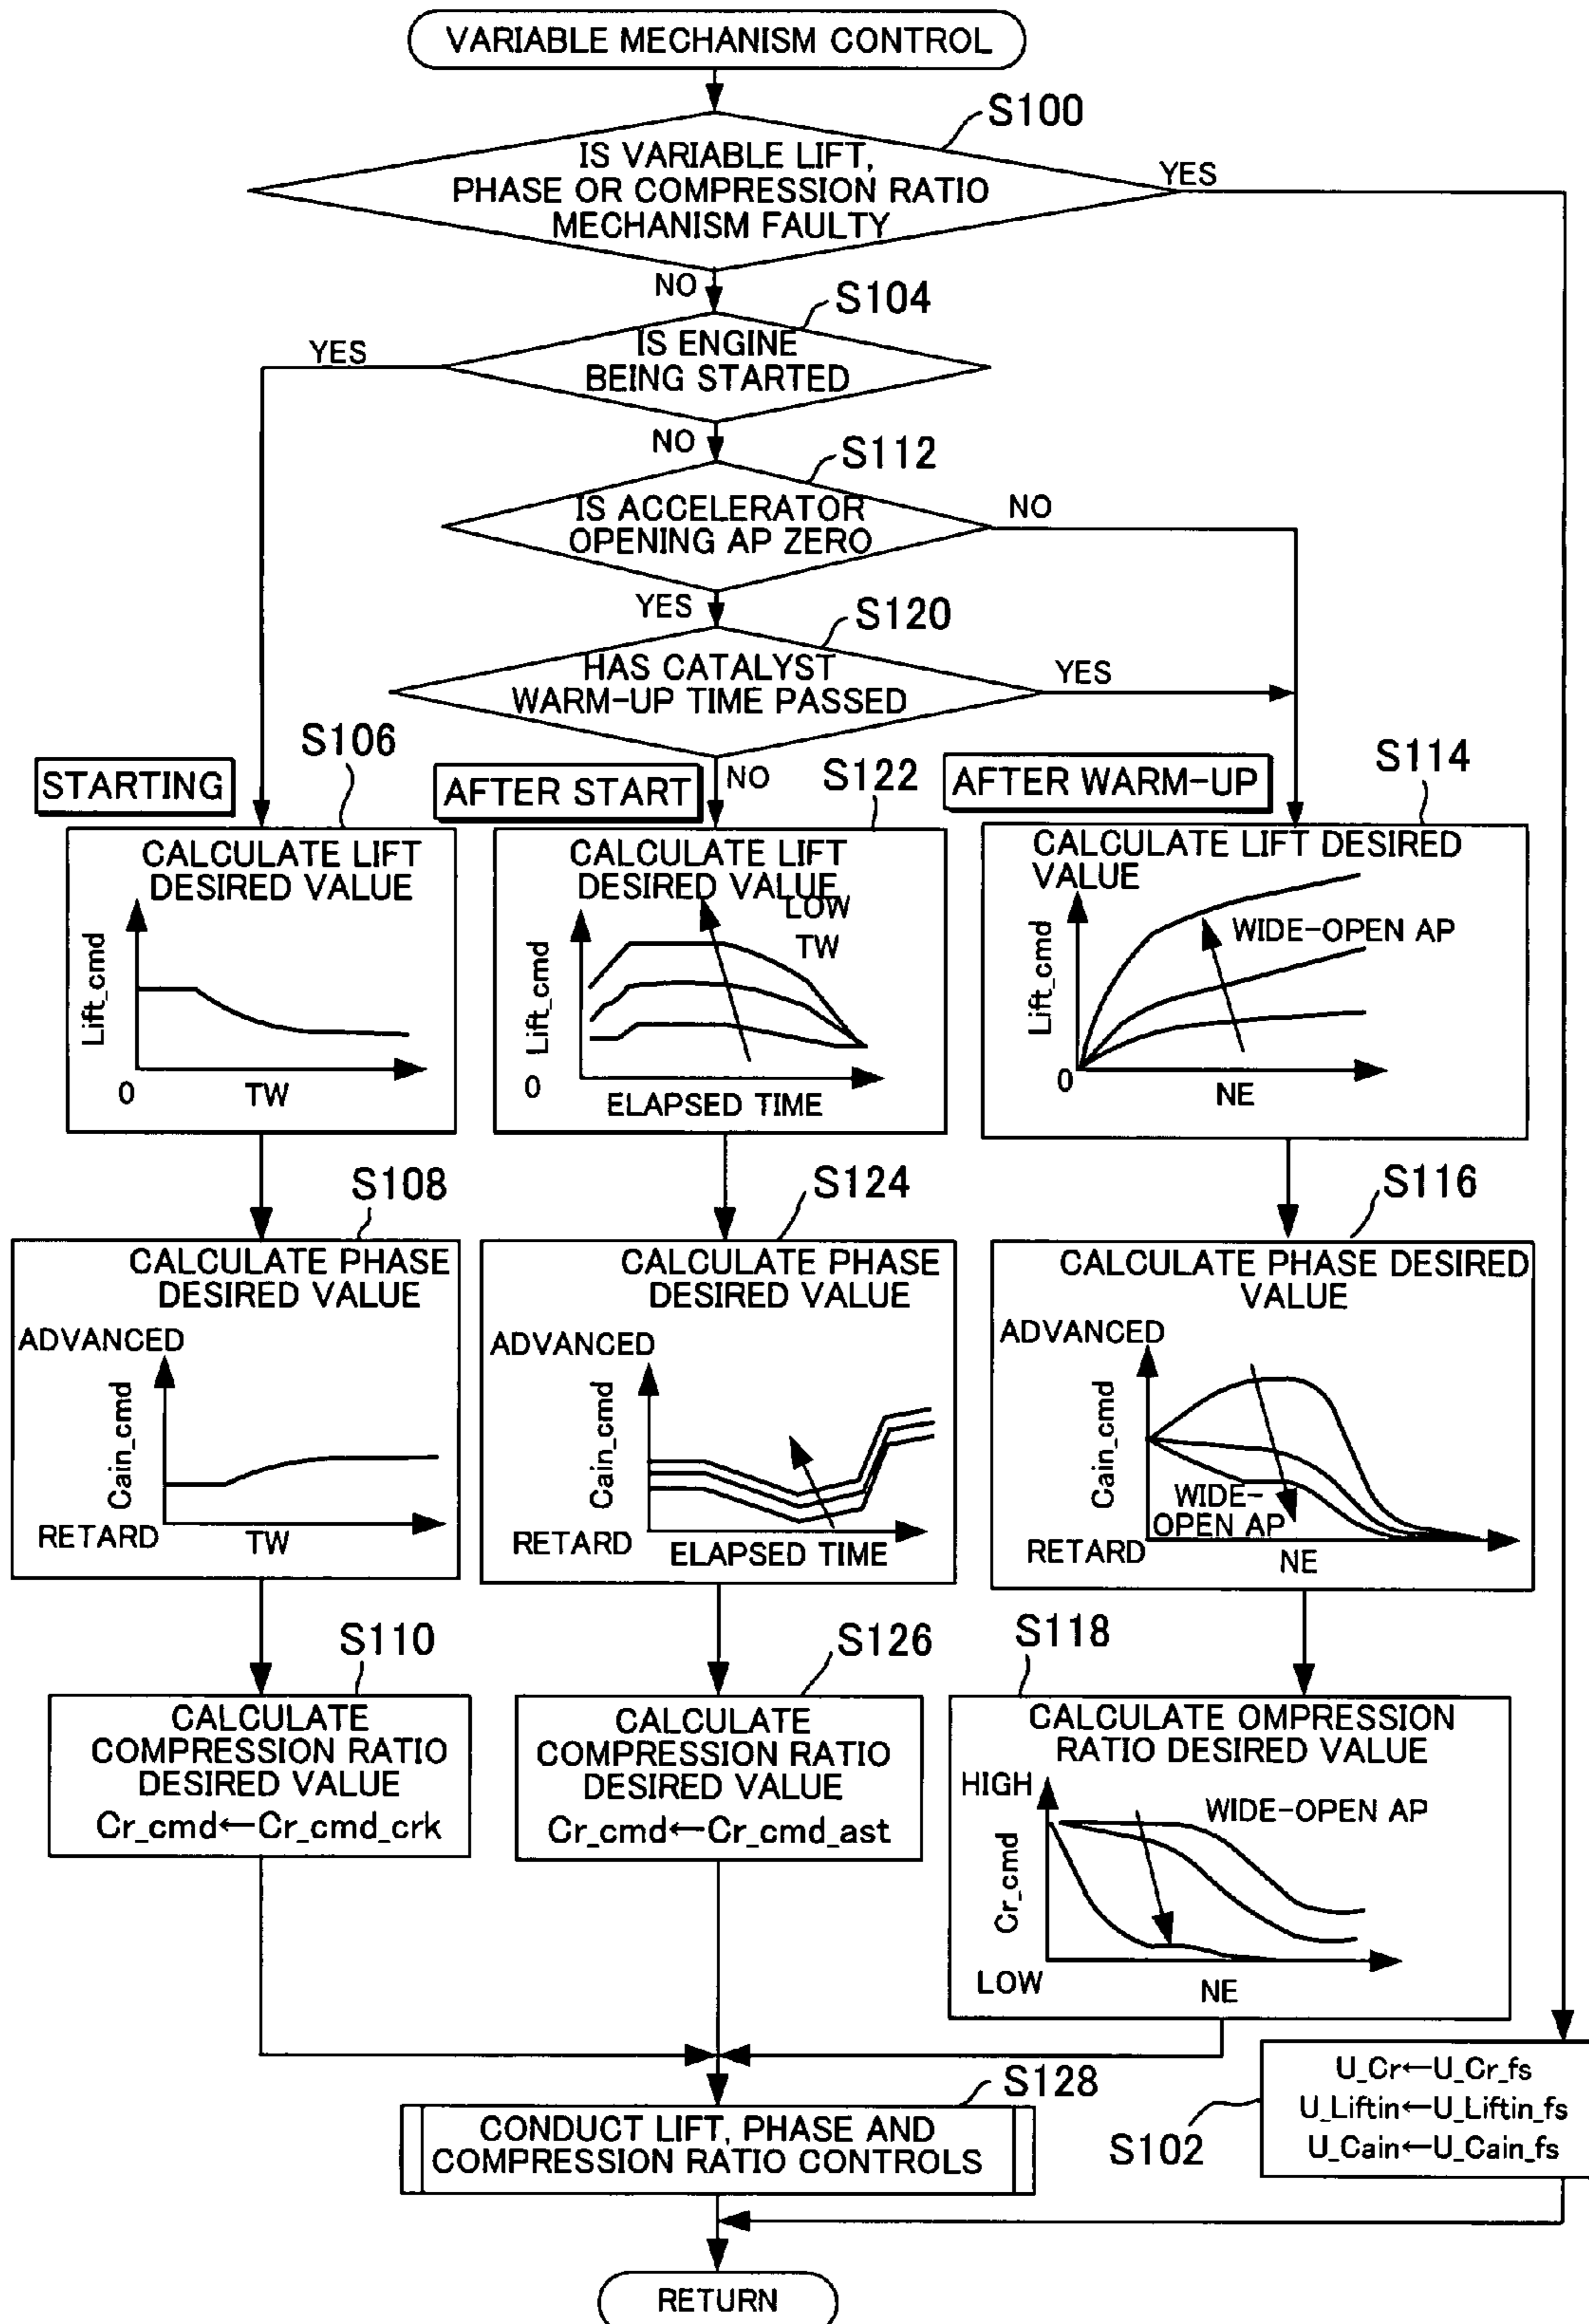 VARIABLE MECHANISM CONTROL
S100
IS VARIABLE LIFT,
PHASE OR COMPRESSION RATIO
MECHANISM FAULTY
YES
NO
S104
IS ENGINE
BEING STARTED
YES
NO
S112
IS ACCELERATOR
OPENING AP ZERO
NO
YES
S120
HAS CATALYST
WARM-UP TIME PASSED
YES
NO
STARTING
S106
CALCULATE LIFT
DESIRED VALUE
Lift_cmd
0
TW
AFTER START
S122
CALCULATE LIFT
DESIRED VALUE
LOW
TW
Lift_cmd
0
ELAPSED TIME
AFTER WARM-UP
S114
CALCULATE LIFT DESIRED
VALUE
WIDE-OPEN AP
Lift_cmd
0
NE
S108
CALCULATE PHASE
DESIRED VALUE
ADVANCED
Cain_cmd
RETARD
TW
S124
CALCULATE PHASE
DESIRED VALUE
ADVANCED
Cain_cmd
RETARD
ELAPSED TIME
S116
CALCULATE PHASE DESIRED
VALUE
ADVANCED
Cain_cmd
WIDE-
OPEN AP
RETARD
NE
S110
CALCULATE
COMPRESSION RATIO
DESIRED VALUE
Cr_cmd←Cr_cmd_crk
S126
CALCULATE
COMPRESSION RATIO
DESIRED VALUE
Cr_cmd←Cr_cmd_ast
S118
CALCULATE OMPRESSION
RATIO DESIRED VALUE
HIGH
WIDE-OPEN AP
Cr_cmd
LOW
NE
S128
CONDUCT LIFT, PHASE AND
COMPRESSION RATIO CONTROLS
S102
U_Cr←U_Cr_fs
U_Liftin←U_Liftin_fs
U_Cain←U_Cain_fs
RETURN